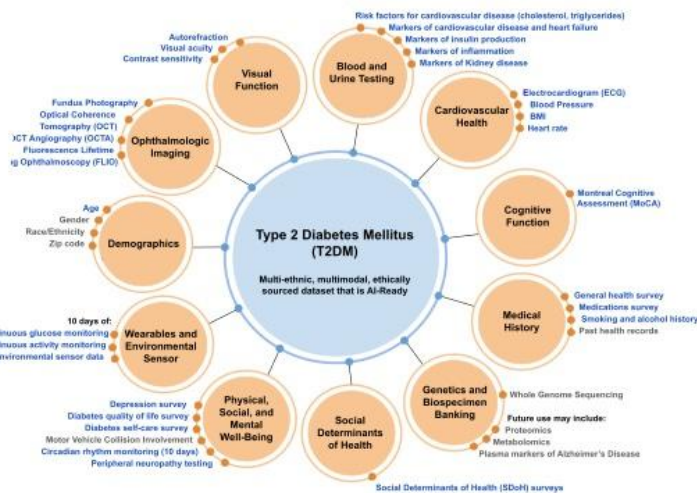 Risk factors for cardiovascular disease (cholesterol, triglycerides)
Markers of cardiovascular disease and heart failure
Markers of insulin production
Markers of inflammation
Markers of Kidney disease
Blood and
Urine Testing
Autorefraction
Visual acuity
Contrast sensitivity
Visual
Function
Electrocardiogram (ECG)
Blood Pressure
BMI
Heart rate
Cardiovascular
Health
Fundus Photography
Optical Coherence
Tomography (OCT)
OCT Angiography (OCTA)
Fluorescence Lifetime
Ophthalmoscopy (FLIO)
Ophthalmologic
Imaging
Montreal Cognitive
Assessment (MoCA)
Cognitive
Function
Age
Gender
Race/Ethnicity
Zip code
Demographics
Type 2 Diabetes Mellitus
(T2DM)
Multi-ethnic, multimodal, ethically
sourced dataset that is AI-Ready
General health survey
Medications survey
Smoking and alcohol history
Past health records
Medical
History
10 days of:
glucose monitoring
activity monitoring
sensor data
Wearables and
Environmental
Sensor
Whole Genome Sequencing
Future use may include:
Proteomics
Metabolomics
Plasma markers of Alzheimer's Disease
Genetics and
Biospecimen
Banking
Depression survey
Diabetes quality of life survey
Diabetes self-care survey
Motor Vehicle Collision Involvement
Circadian rhythm monitoring (10 days)
Peripheral neuropathy testing
Physical,
Social, and
Mental
Well-Being
Social
Determinants
of Health
Social Determinants of Health (SDoH) surveys